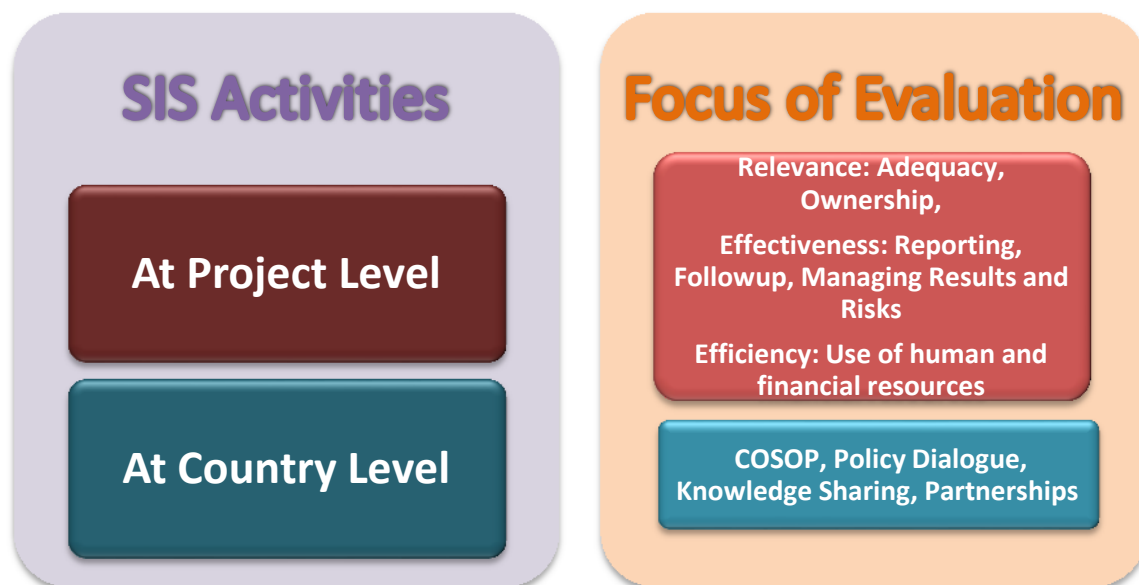 SIS Activities
At Project Level
At Country Level
Focus of Evaluation
Relevance: Adequacy,
Ownership,
Effectiveness: Reporting,
Followup, Managing Results and
Risks
Efficiency: Use of human and
financial resources
COSOP, Policy Dialogue,
Knowledge Sharing, Partnerships